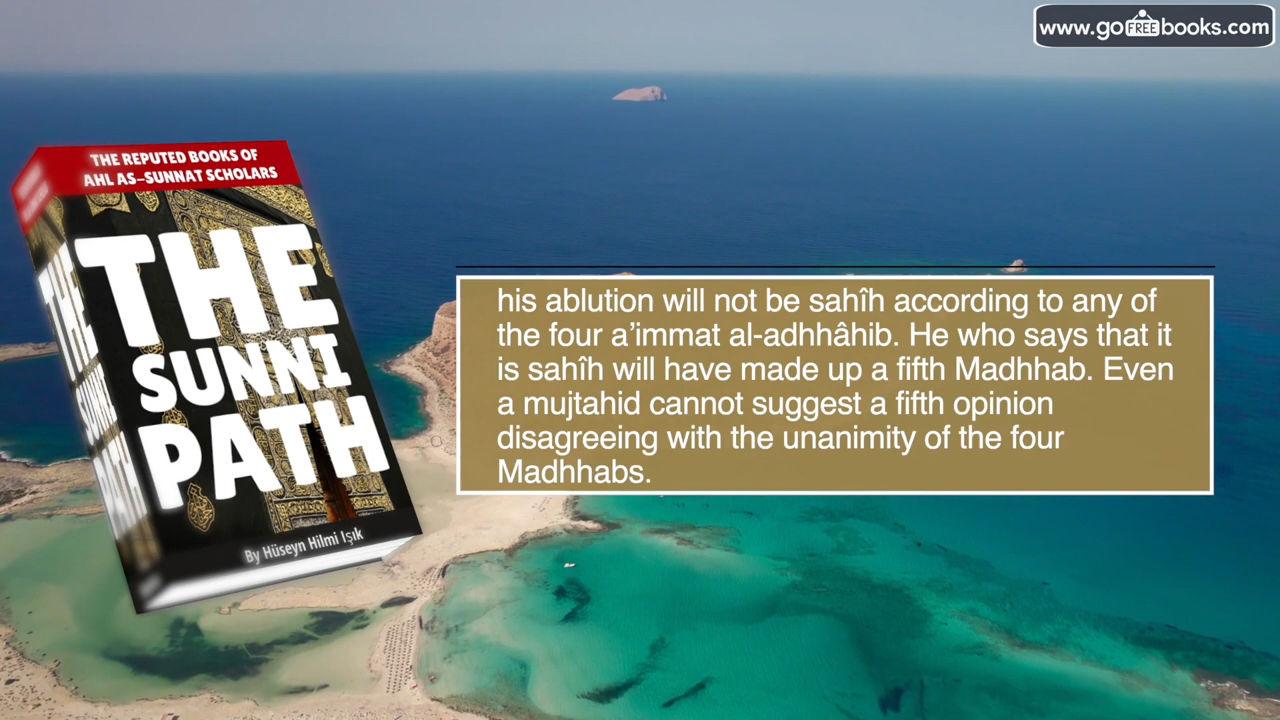 www.goFREEbooks.com
THE REPUTED BOOKS OF
AHL AS–SUNNAT SCHOLARS
THE
SUNNI
PATH
By Hüseyn Hilmi Işık
THE
SUNNI
PATH
his ablution will not be sahîh according to any of
the four a’immat al-adhhâhib. He who says that it
is sahîh will have made up a fifth Madhhab. Even
a mujtahid cannot suggest a fifth opinion
disagreeing with the unanimity of the four
Madhhabs.